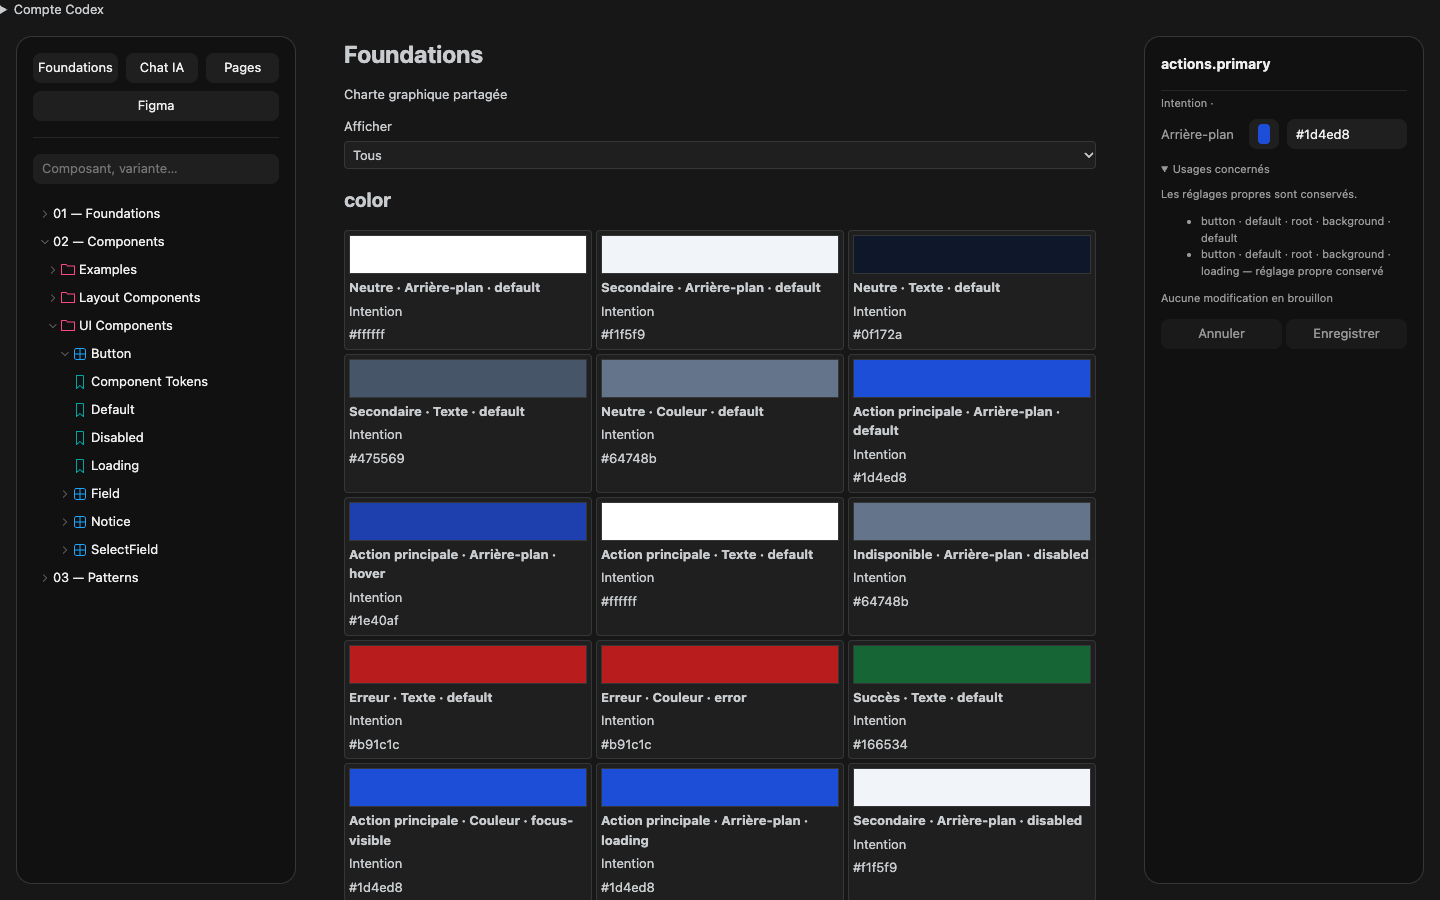 Compte Codex
Foundations
Chat IA
Pages
Figma
Composant, variante...
01 — Foundations
02 — Components
Examples
Layout Components
UI Components
Button
Component Tokens
Default
Disabled
Loading
Field
Notice
SelectField
03 — Patterns
Foundations
Charte graphique partagée
Afficher
Tous
color
Neutre · Arrière-plan · default
Intention
#ffffff
Secondaire · Arrière-plan · default
Intention
#f1f5f9
Neutre · Texte · default
Intention
#0f172a
Secondaire · Texte · default
Intention
#475569
Neutre · Couleur · default
Intention
#64748b
Action principale · Arrière-plan ·
default
Intention
#1d4ed8
Action principale · Arrière-plan ·
hover
Intention
#1e40af
Action principale · Texte · default
Intention
#ffffff
Indisponible · Arrière-plan · disabled
Intention
#64748b
Erreur · Texte · default
Intention
#b91c1c
Erreur · Couleur · error
Intention
#b91c1c
Succès · Texte · default
Intention
#166534
Action principale · Couleur · focus-
visible
Intention
#1d4ed8
Action principale · Arrière-plan ·
loading
Intention
#1d4ed8
Secondaire · Arrière-plan · disabled
Intention
#f1f5f9
actions.primary
Intention ·
Arrière-plan
#1d4ed8
Usages concernés
Les réglages propres sont conservés.
button · default · root · background ·
default
button · default · root · background ·
loading — réglage propre conservé
Aucune modification en brouillon
Annuler
Enregistrer